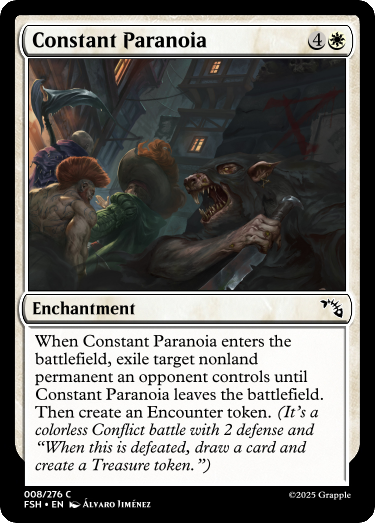 Constant Paranoia 4
Enchantment
When Constant Paranoia enters the
battlefield, exile target nonland
permanent an opponent controls until
Constant Paranoia leaves the battlefield.
Then create an Encounter token. (It's a
colorless Conflict battle with 2 defense and
"When this is defeated, draw a card and
create a Treasure token.")
008/276 C
FSH • EN Álvaro Jiménez
©2025 Grapple